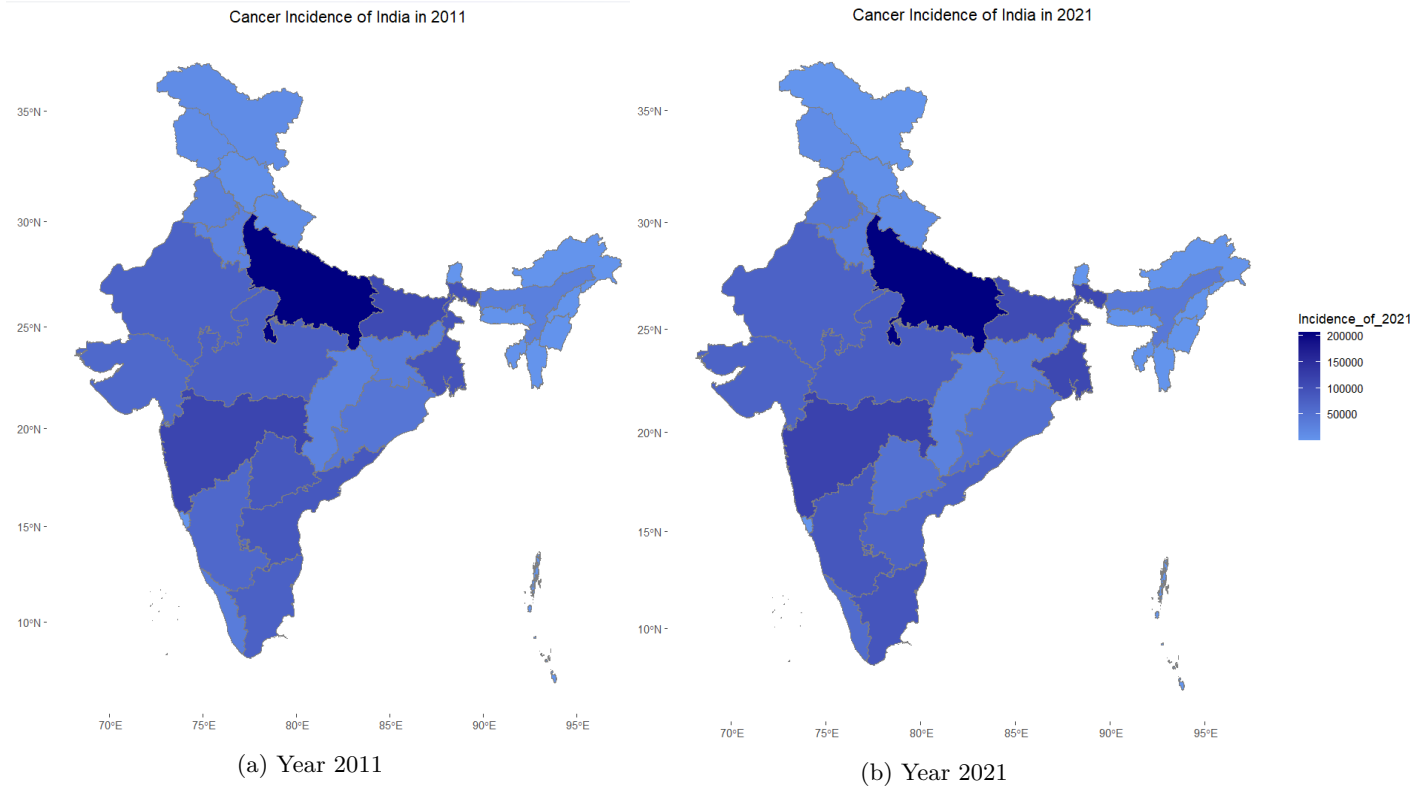 Cancer Incidence of India in 2011
35°N
30°N
25°N
20°N
15°N
10°N
70°E 75°E 80°E 85°E 90°E 95°E
(a) Year 2011
Cancer Incidence of India in 2021
35°N
30°N
25°N
20°N
15°N
10°N
70°E 75°E 80°E 85°E 90°E 95°E
(b) Year 2021
Incidence_of_2021
200000
150000
100000
50000